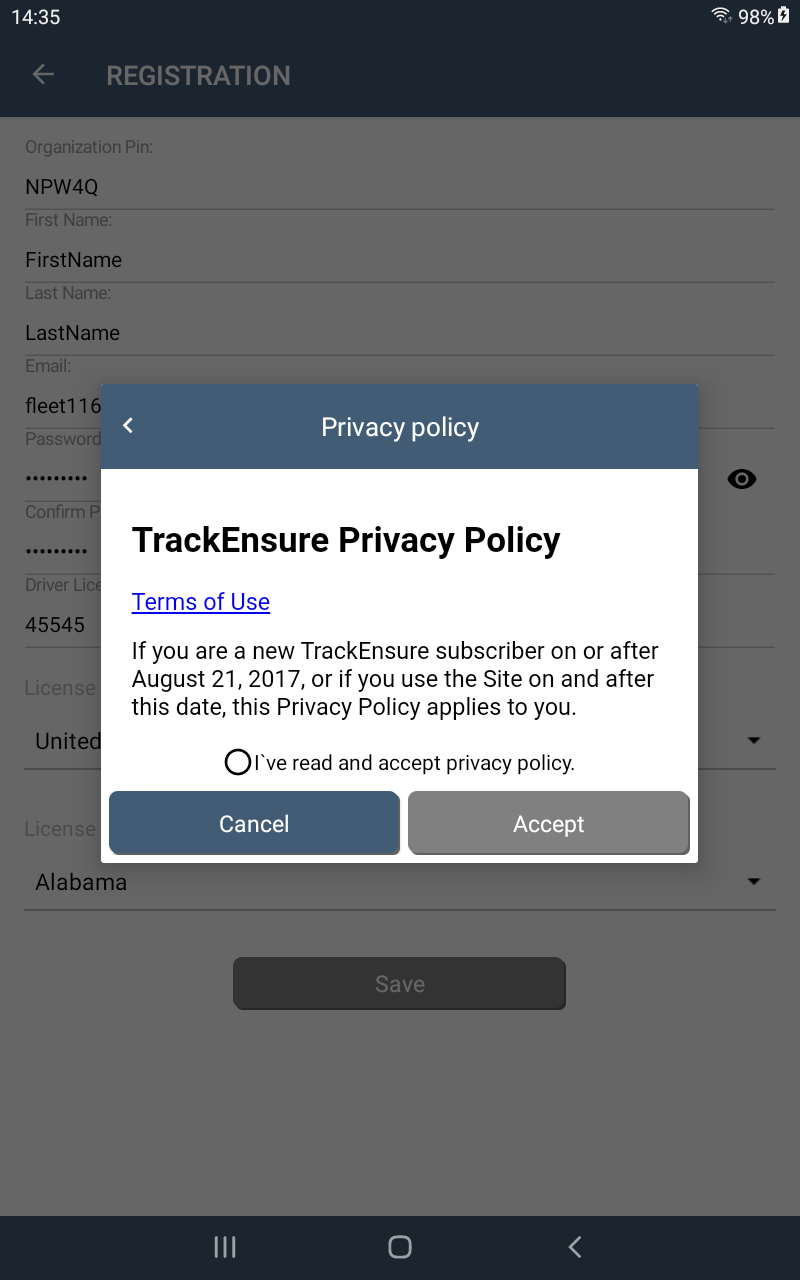 14:35
98%
REGISTRATION
Organization Pin:
NPW4Q
First Name:
FirstName
Last Name:
LastName
Email:
fleet116
Password
•••••••••
Confirm P
•••••••••
Driver Lice
45545
License
United
License
Alabama
Save
Privacy policy
TrackEnsure Privacy Policy
Terms of Use
If you are a new TrackEnsure subscriber on or after
August 21, 2017, or if you use the Site on and after
this date, this Privacy Policy applies to you.
I`ve read and accept privacy policy.
Cancel
Accept